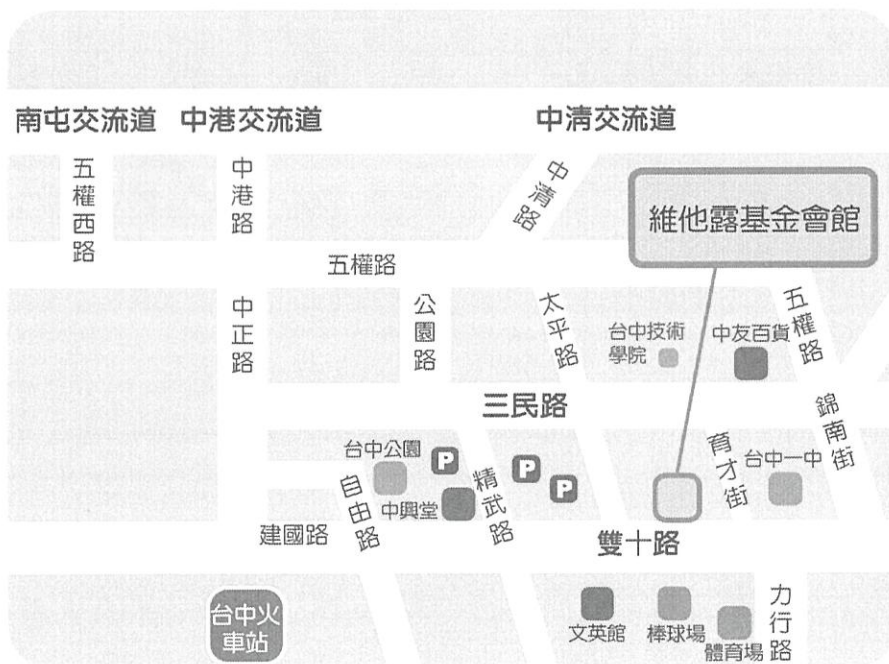 南屯交流道
中港交流道
中清交流道
五權西路
中港路
中清路
維他露基金會館
五權路
中正路
公園路
太平路
台中技術
學院
中友百貨
五權路
三民路
錦南街
台中公園
P
P
P
自由路
中興堂
精武路
育才街
台中一中
建國路
雙十路
台中火
車站
文英館
棒球場
體育場
力行路